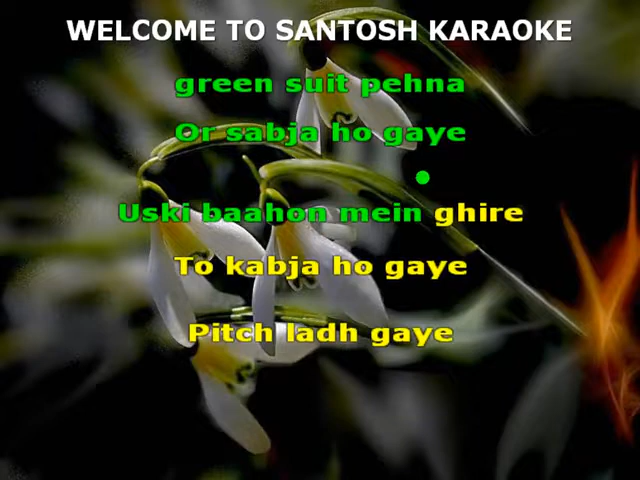 WELCOME TO SANTOSH KARAOKE
green suit pehna
Or sabja ho gaye
Uski baahon mein ghire
To kabja ho gaye
Pitch ladh gaye